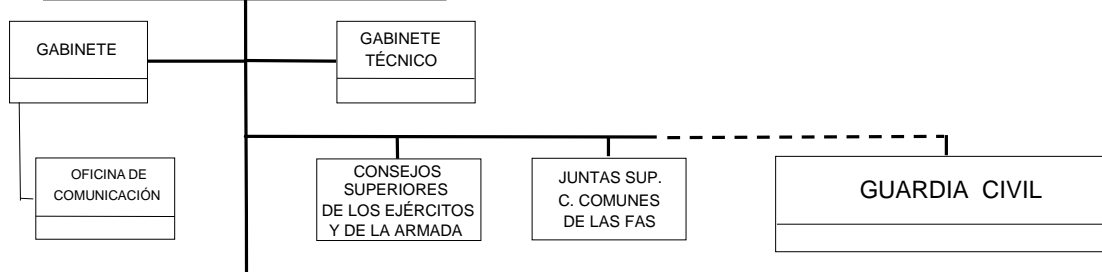 GABINETE
GABINETE
TÉCNICO
OFICINA DE
COMUNICACIÓN
CONSEJOS
SUPERIORES
DE LOS EJÉRCITOS
Y DE LA ARMADA
JUNTAS SUP.
C. COMUNES
DE LAS FAS
GUARDIA CIVIL